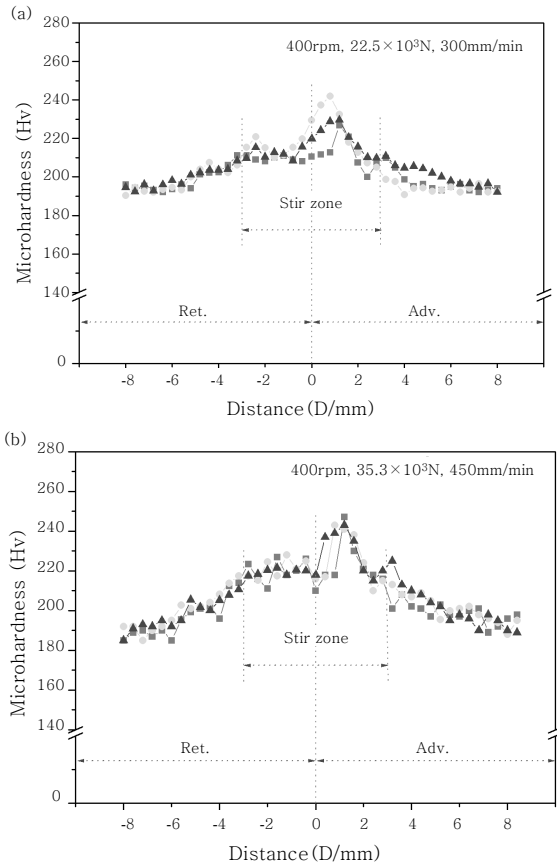 (a)
280
260
240
220
200
180
160
140
0
Microhardness (Hv)
400rpm, 22.5×10³N, 300mm/min
Stir zone
Ret.
Adv.
-8 -6 -4 -2 0 2 4 6 8
Distance(D/mm)
(b)
280
260
240
220
200
180
160
140
0
Microhardness (Hv)
400rpm, 35.3×10³N, 450mm/min
Stir zone
Ret.
Adv.
-8 -6 -4 -2 0 2 4 6 8
Distance(D/mm)